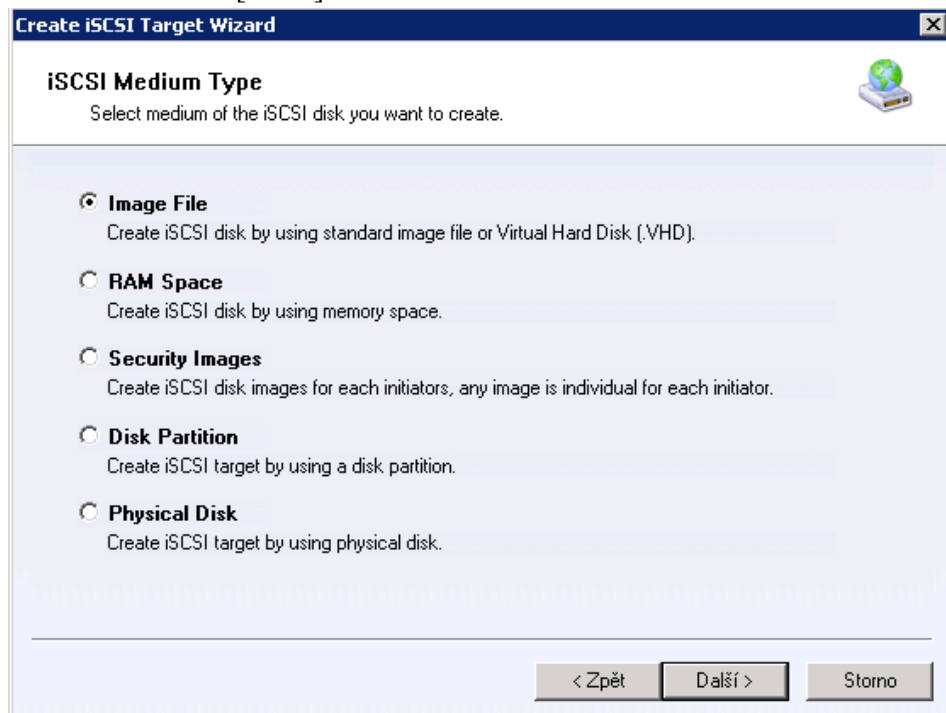 Create iSCSI Target Wizard
iSCSI Medium Type
Select medium of the iSCSI disk you want to create.
Image File
Create iSCSI disk by using standard image file or Virtual Hard Disk (.VHD).
RAM Space
Create iSCSI disk by using memory space.
Security Images
Create iSCSI disk images for each initiators, any image is individual for each initiator.
Disk Partition
Create iSCSI target by using a disk partition.
Physical Disk
Create iSCSI target by using physical disk.
< Zpět Další > Storno